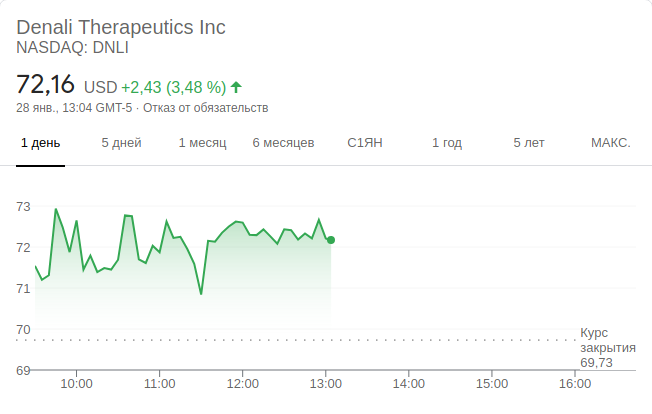 Denali Therapeutics Inc
NASDAQ: DNLI
72,16 USD +2,43 (3,48 %)
28 янв., 13:04 GMT-5 · Отказ от обязательств
1 день 5 дней 1 месяц 6 месяцев С1ЯН 1 год 5 лет МАКС.
73
72
71
70
Курс
закрытия
69,73
69
10:00 11:00 12:00 13:00 14:00 15:00 16:00